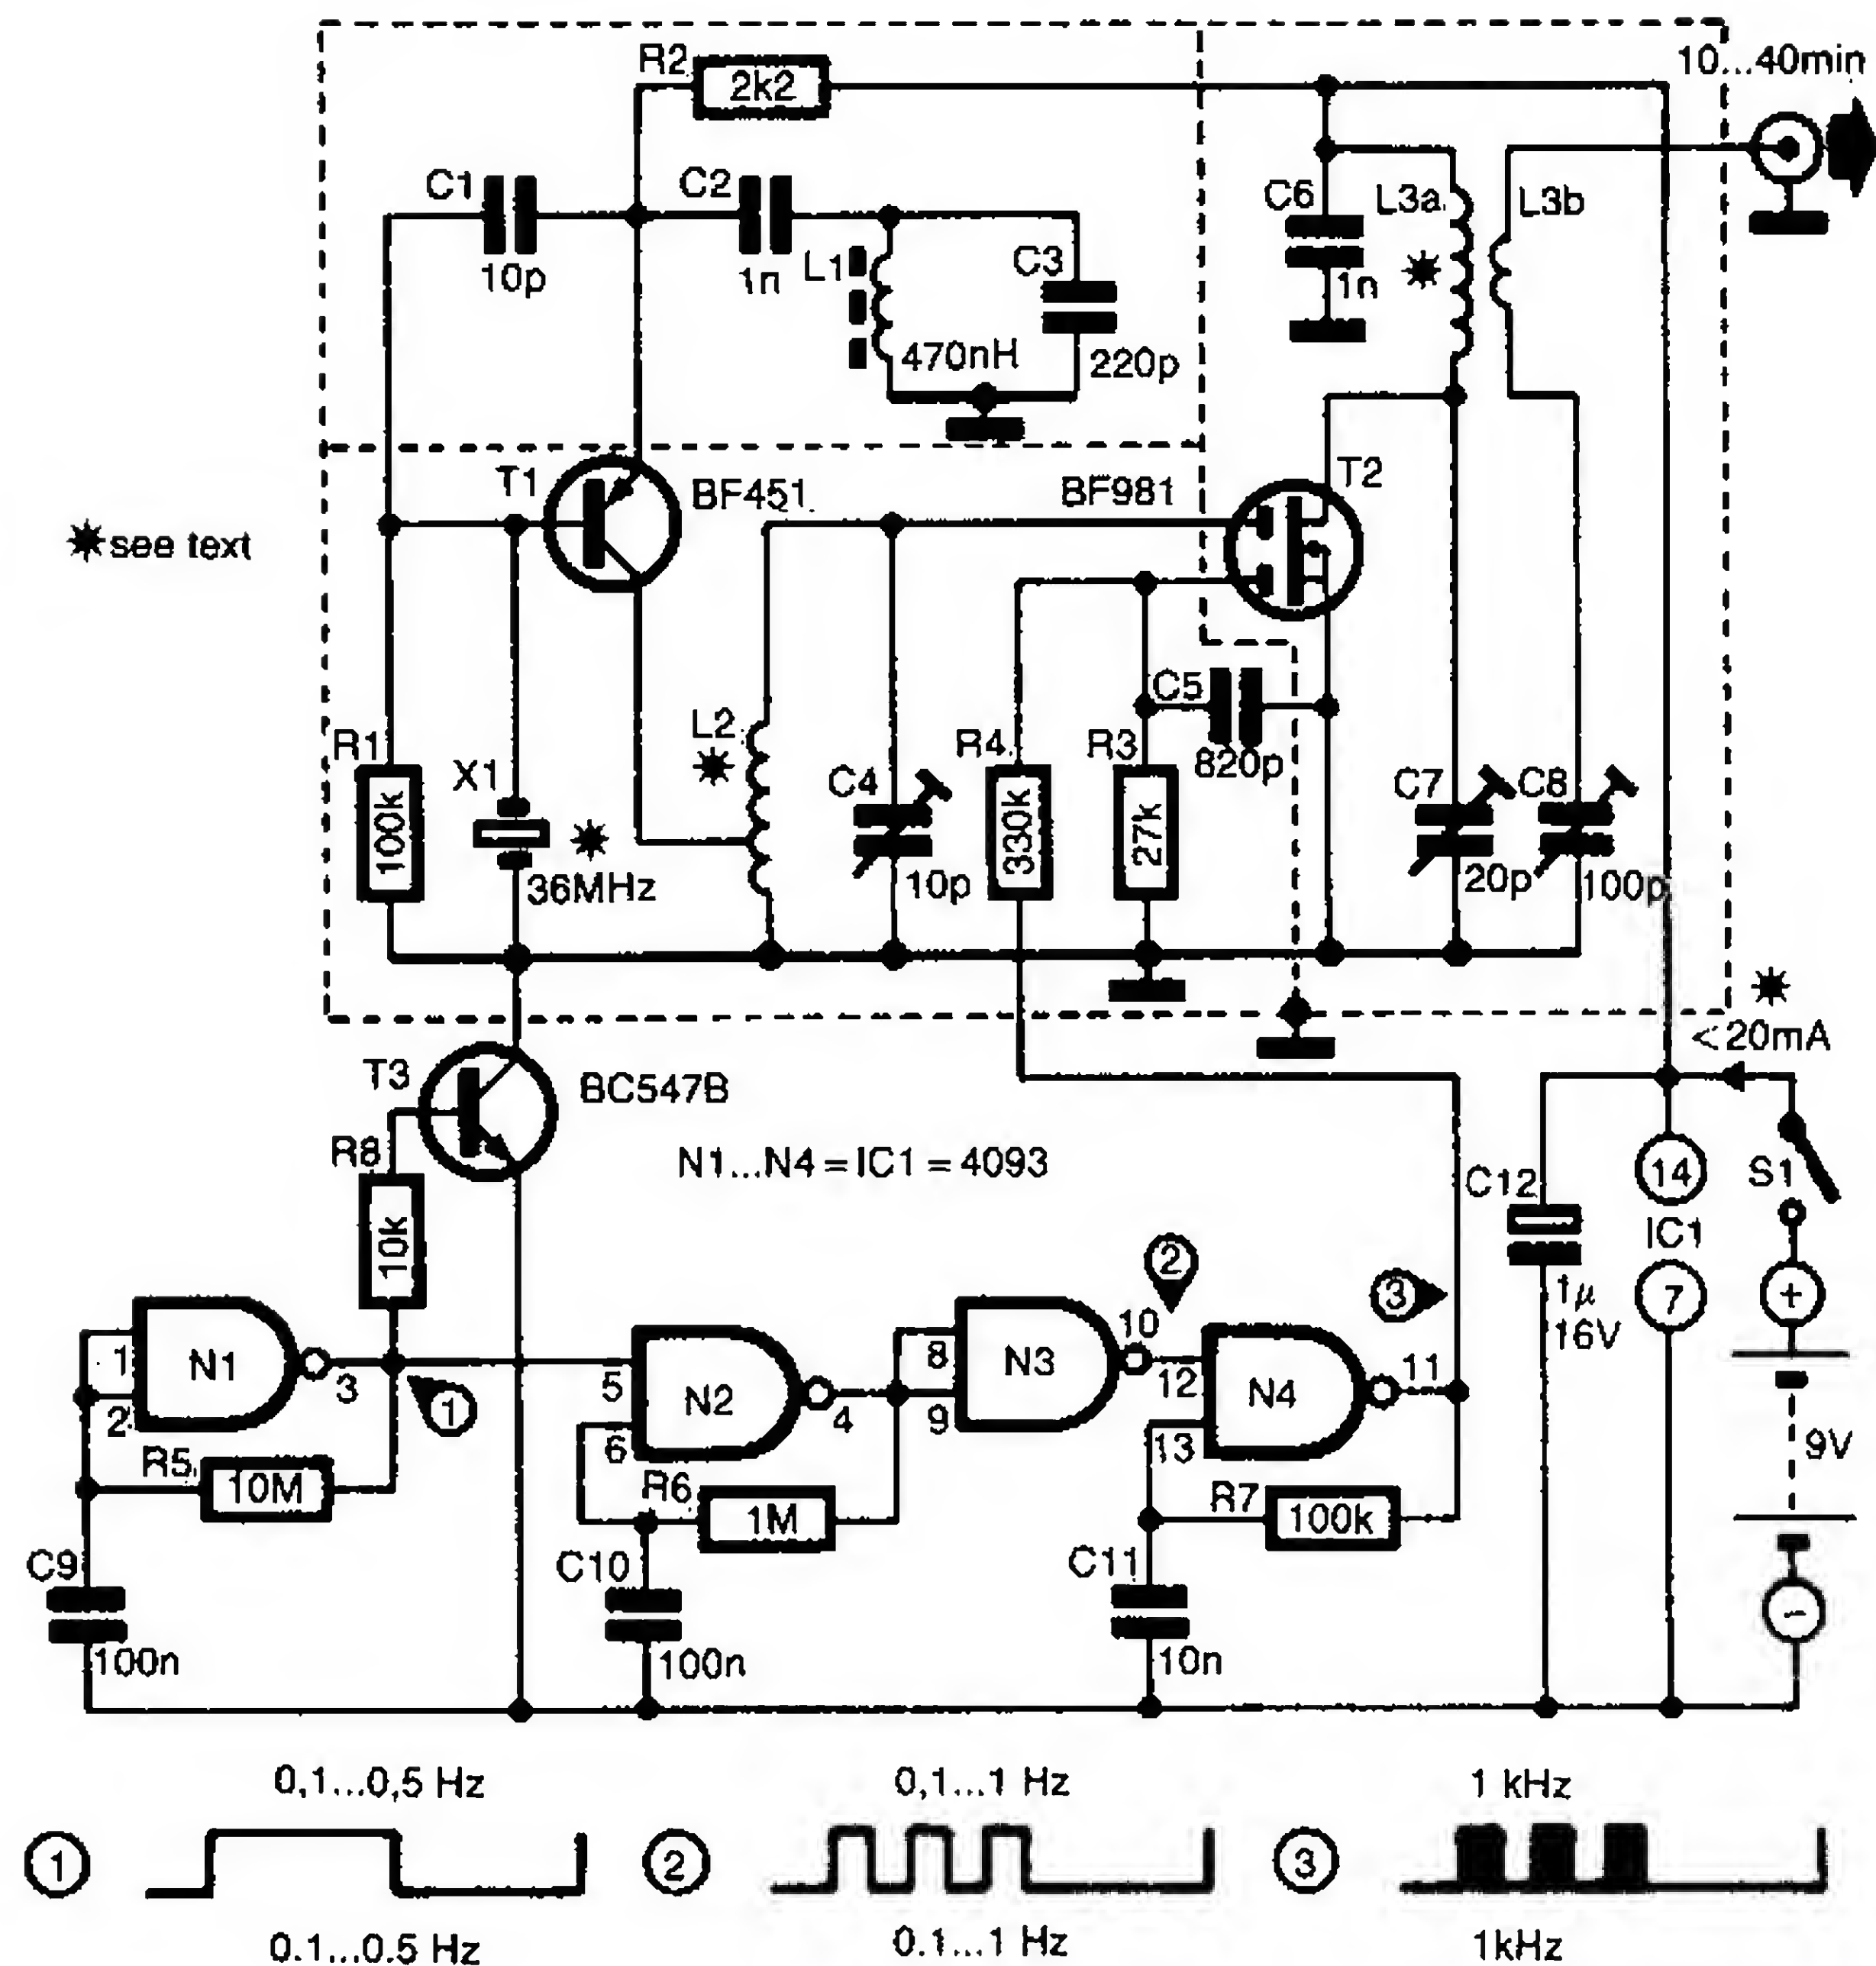 R2
2k2
10...40min
C1
10p
C2
1n
L1
470nH
C3
220p
C6
1n
L3a
L3b
T1
BF451
BF981
T2
see text
R1
100k
X1
36MHz
L2
C4
10p
R4
330k
R3
27k
C5
820p
C7
20p
C8
100p
<20mA
T3
BC547B
R8
10k
N1...N4 = IC1 = 4093
C12
1µ
16V
14
IC1
7
S1
+
9V
−
1
2
N1
3
1
R5
10M
C9
100n
5
6
N2
4
R6
1M
C10
100n
8
9
N3
10
2
12
13
N4
11
3
R7
100k
C11
10n
0,1...0,5 Hz
0,1...1 Hz
1 kHz
1
2
3
0.1...0.5 Hz
0.1...1 Hz
1kHz